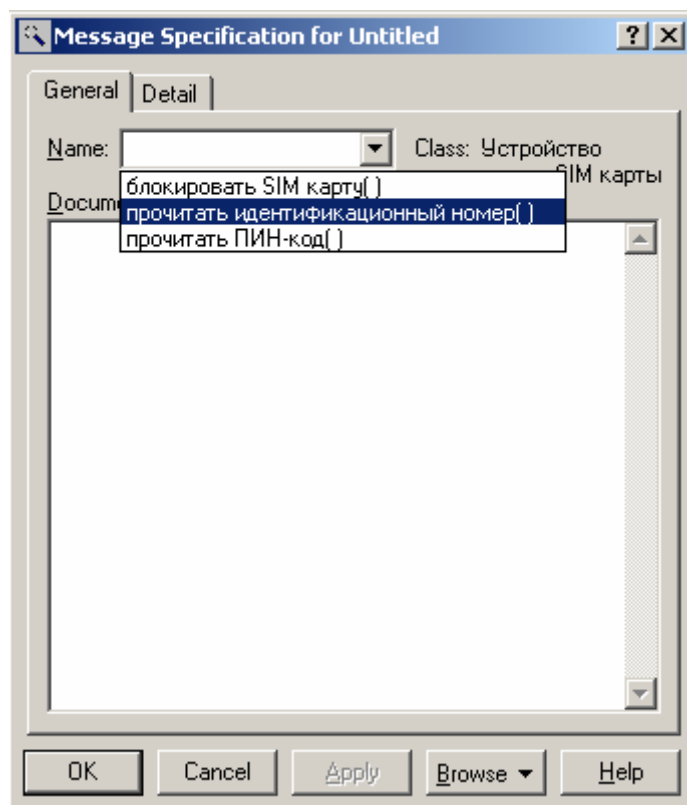 Message Specification for Untitled
General Detail
Name: Class: Устройство
SIM карты
блокировать SIM карту( )
прочитать идентификационный номер( )
прочитать ПИН-код( )
OK Cancel Apply Browse Help